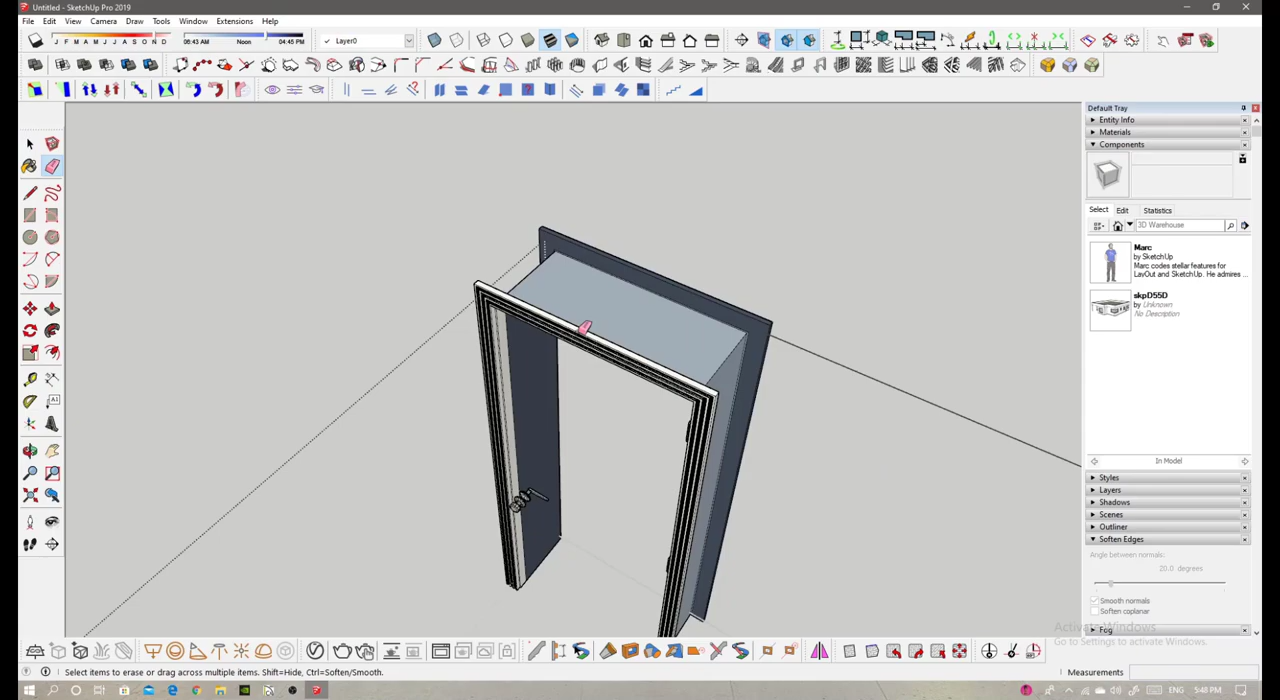 Untitled - SketchUp Pro 2019
File Edit View Camera Draw Tools Window Extensions Help
J F M A M J J A S O N D 06:43 AM Noon 04:45 PM Layer0
Default Tray
Entity Info
Materials
Components
Select Edit Statistics
3D Warehouse
Marc
by SketchUp
Marc codes stellar features for
LayOut and SketchUp. He admires ...
skpD55D
by Unknown
No Description
A1
In Model
Styles
Layers
Shadows
Scenes
Outliner
Soften Edges
Angle between normals:
20.0 degrees
Smooth normals
Soften coplanar
Fog
Activate Windows
Go to Settings to activate Windows.
Select items to erase or drag across multiple items. Shift=Hide, Ctrl=Soften/Smooth.
Measurements
ENG 5:48 PM